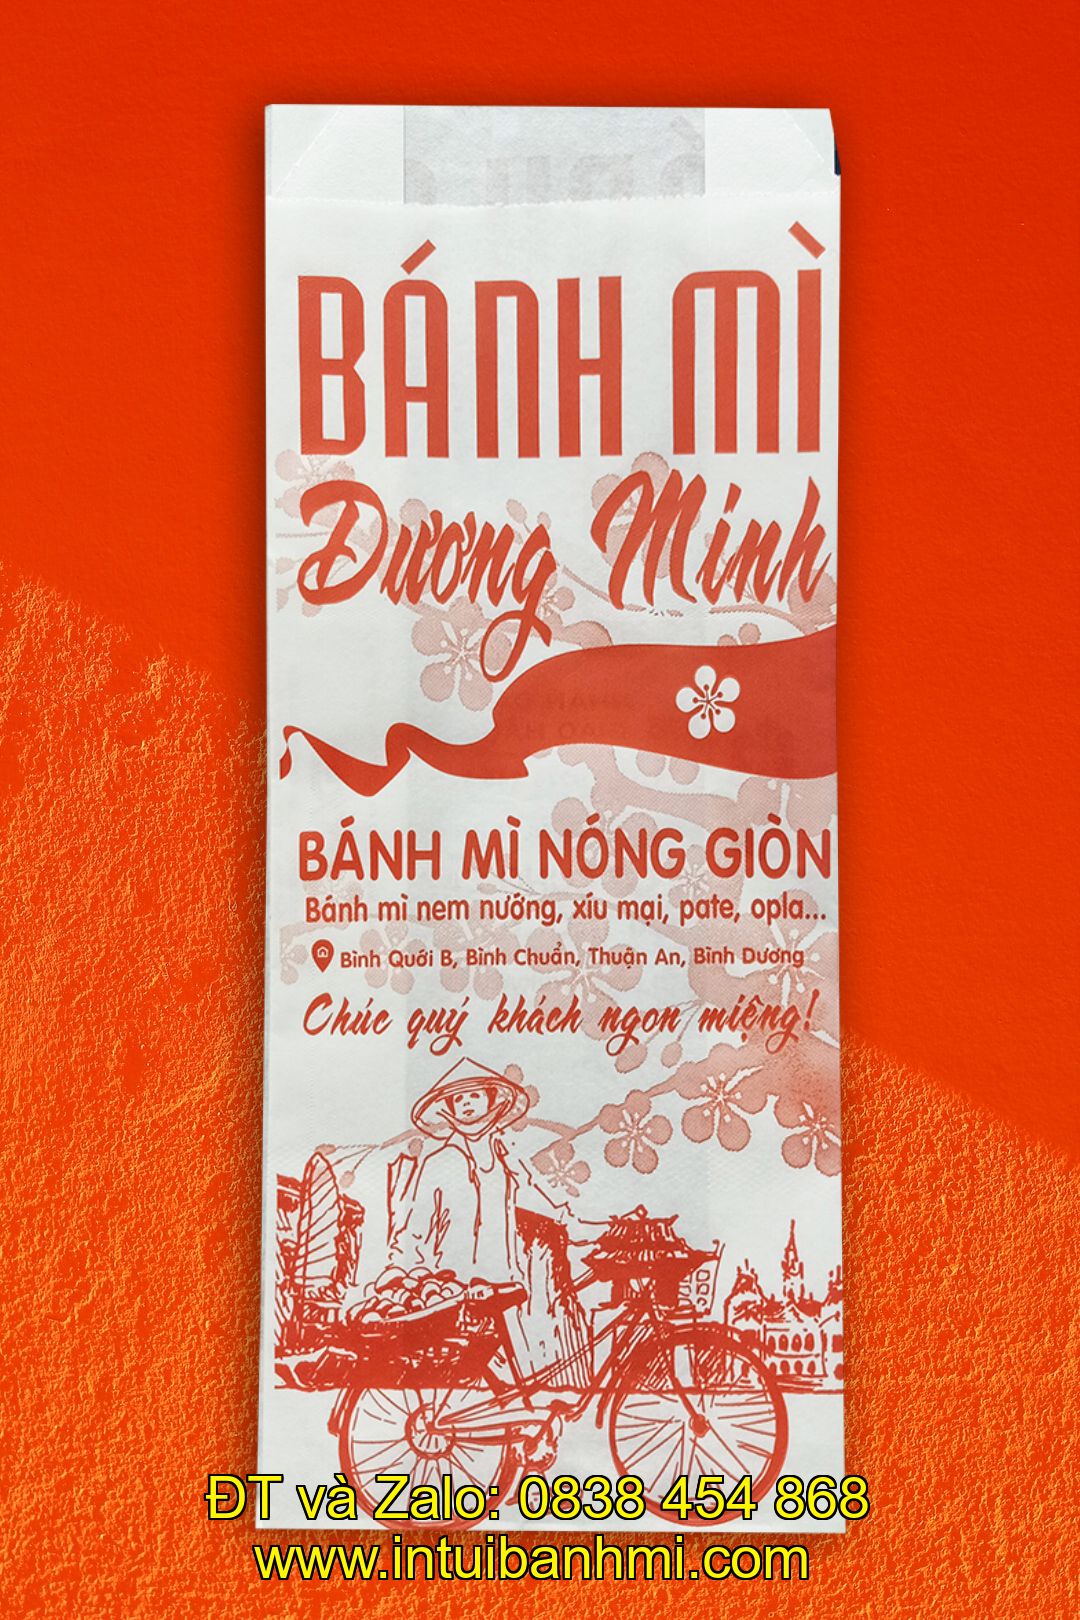 BÁNH MÌ
Dương Minh
BÁNH MÌ NÓNG GIÒN
Bánh mì nem nướng, xíu mại, pate, opla...
Bình Quới B, Bình Chuẩn, Thuận An, Bình Dương
Chúc quý khách ngon miệng!
ĐT và Zalo: 0838 454 868
www.intuibanhmi.com